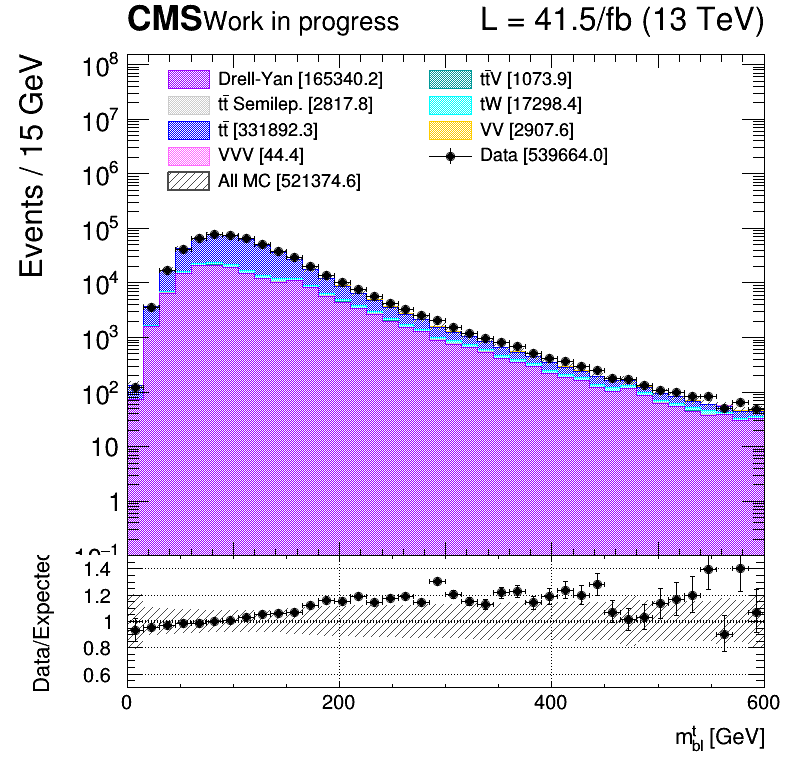 CMS Work in progress L = 41.5/fb (13 TeV)
Events / 15 GeV
10⁸
10⁷
10⁶
10⁵
10⁴
10³
10²
10
1
10⁻¹
Drell-Yan [165340.2]
tt̄ Semilep. [2817.8]
tt̄ [331892.3]
VVV [44.4]
All MC [521374.6]
tt̄V [1073.9]
tW [17298.4]
VV [2907.6]
Data [539664.0]
Data/Expected
1.4
1.2
1
0.8
0.6
0 200 400 600
mᵗbl [GeV]